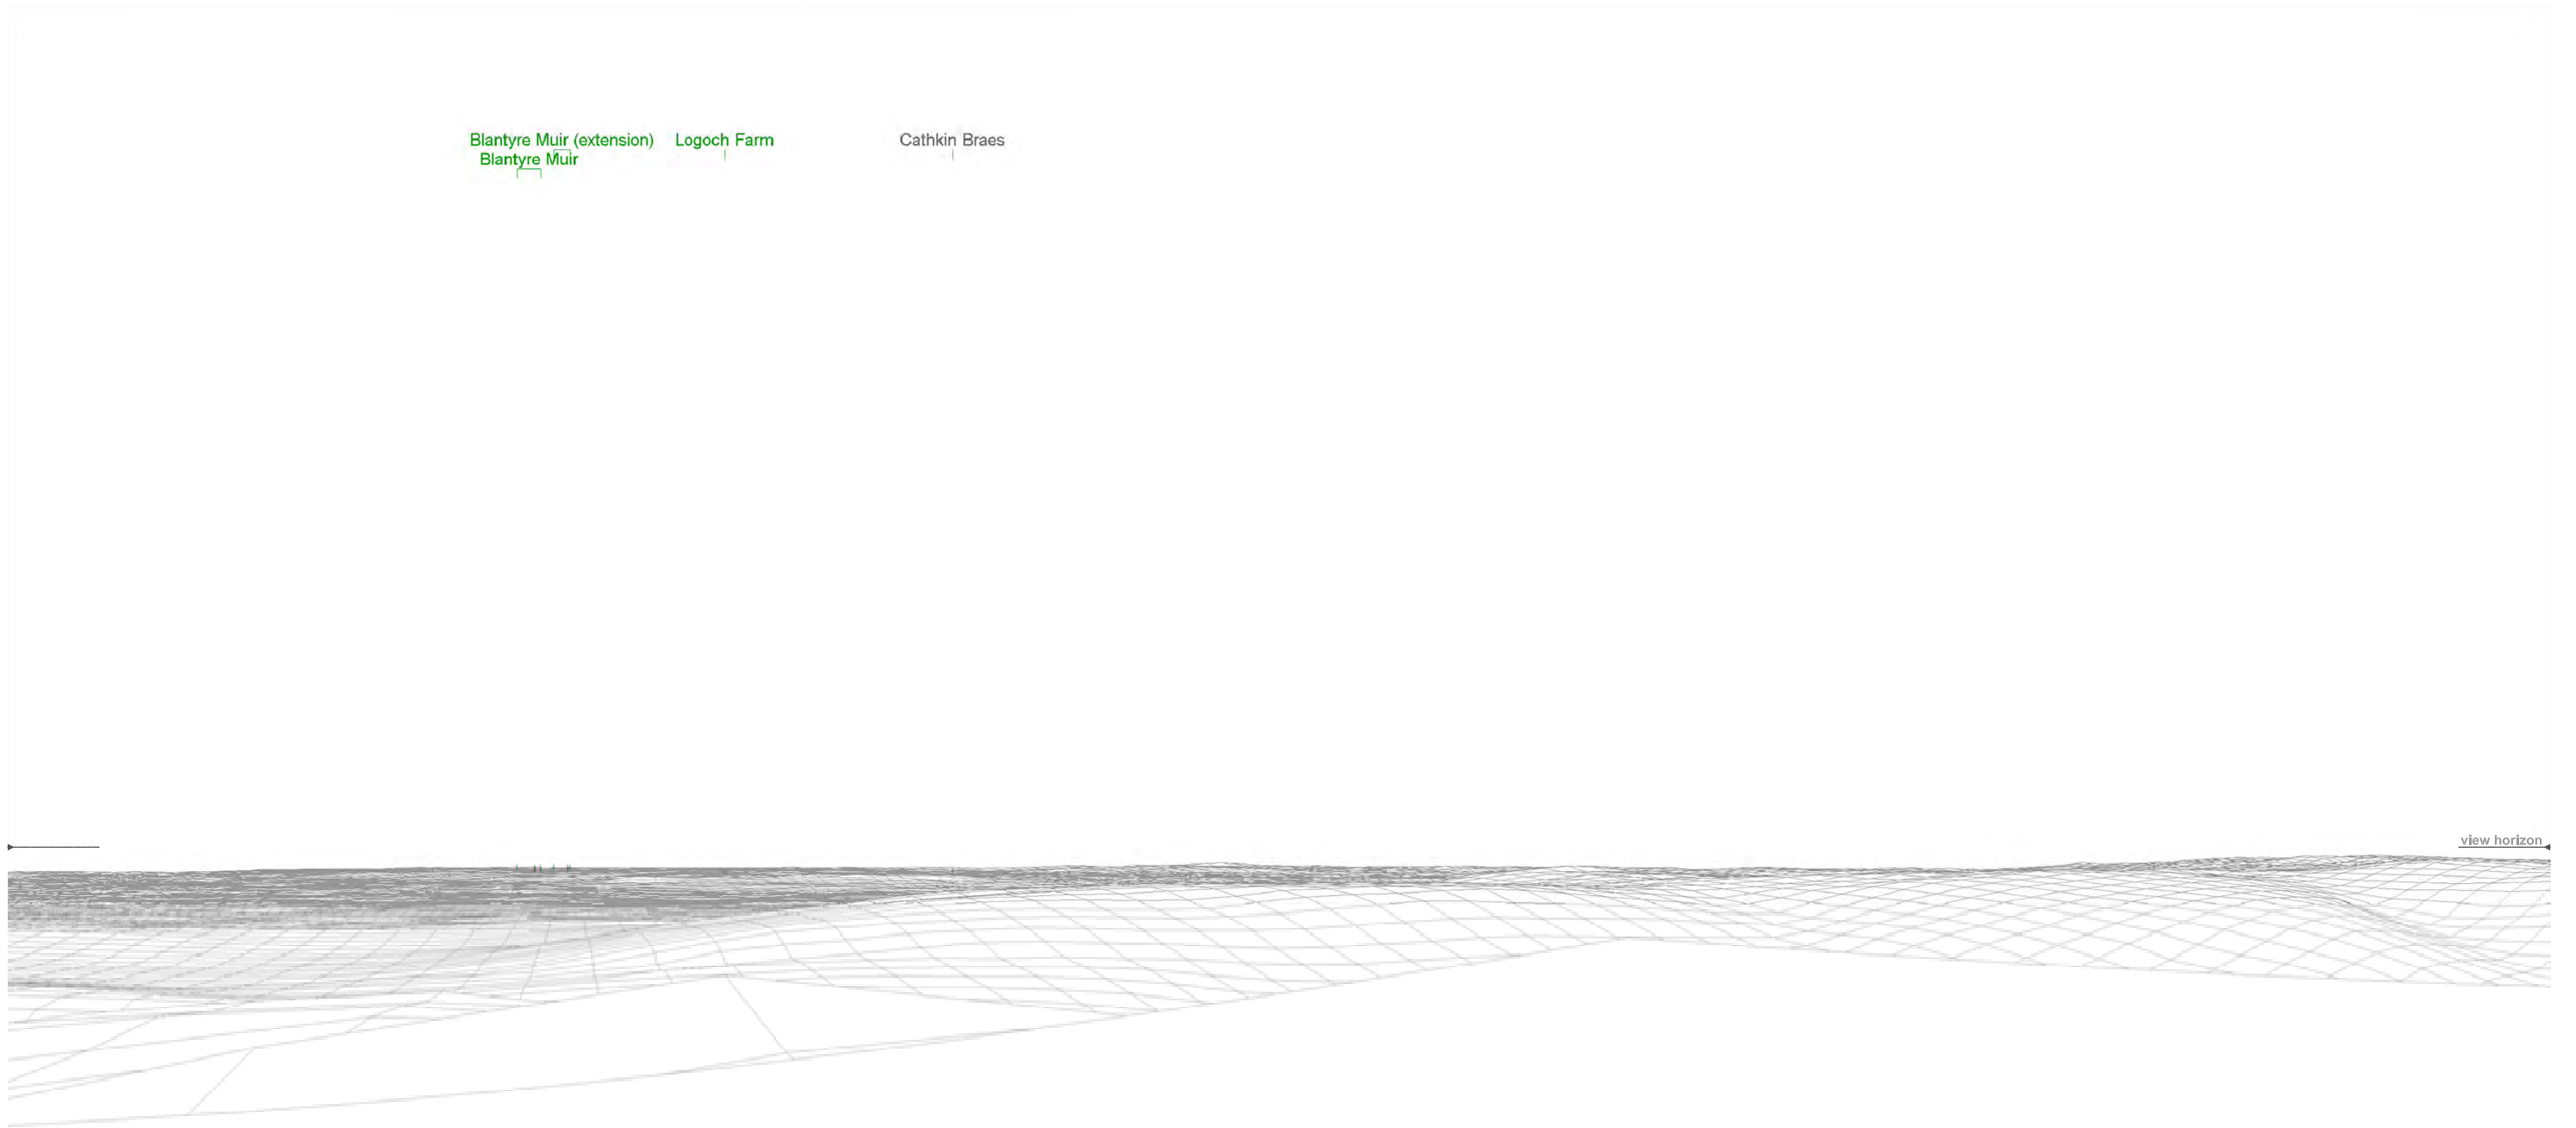 Blantyre Muir (extension)
Logoch Farm
Cathkin Braes
Blantyre Muir
view horizon